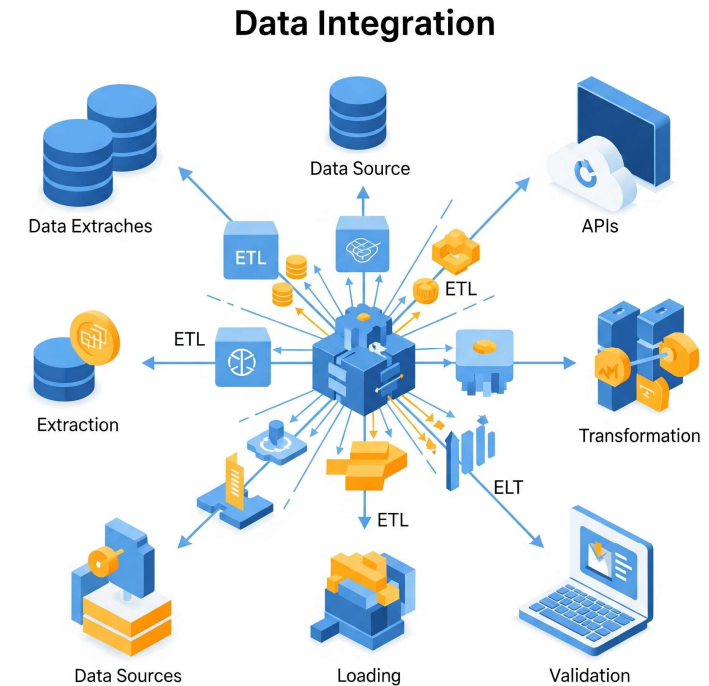 Data Integration
Data Source
Data Extraches
APIs
ETL
ETL
ETL
Extraction
Transformation
ELT
ETL
Data Sources
Loading
Validation